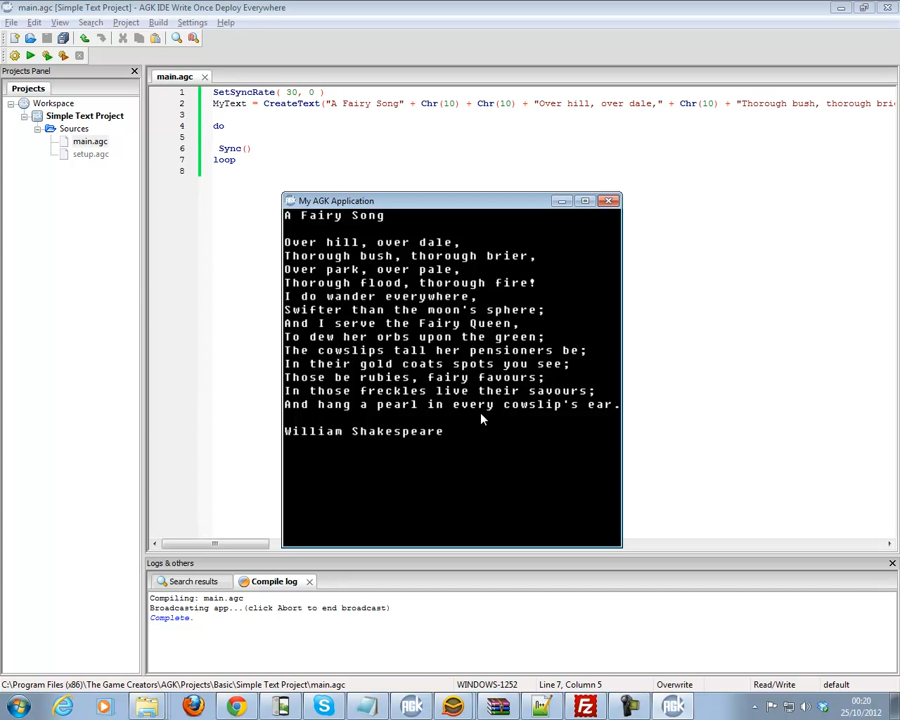 main.agc [Simple Text Project] - AGK IDE Write Once Deploy Everywhere
File Edit View Search Project Build Settings Help
Projects Panel
main.agc
Projects
Workspace
Simple Text Project
Sources
main.agc
setup.agc
1 SetSyncRate( 30, 0 )
2 MyText = CreateText("A Fairy Song" + Chr(10) + Chr(10) + "Over hill, over dale," + Chr(10) + "Thorough bush, thorough brie
3
4 do
5
6 Sync()
7 loop
8
My AGK Application
A Fairy Song
Over hill, over dale,
Thorough bush, thorough brier,
Over park, over pale,
Thorough flood, thorough fire!
I do wander everywhere,
Swifter than the moon's sphere;
And I serve the Fairy Queen,
To dew her orbs upon the green;
The cowslips tall her pensioners be;
In their gold coats spots you see;
Those be rubies, fairy favours;
In those freckles live their savours;
And hang a pearl in every cowslip's ear.
William Shakespeare
Logs & others
Search results
Compile log
Compiling: main.agc
Broadcasting app...(click Abort to end broadcast)
Complete.
C:\Program Files (x86)\The Game Creators\AGK\Projects\Basic\Simple Text Project\main.agc WINDOWS-1252 Line 7, Column 5 Overwrite Read/Write default
00:20
25/10/2012